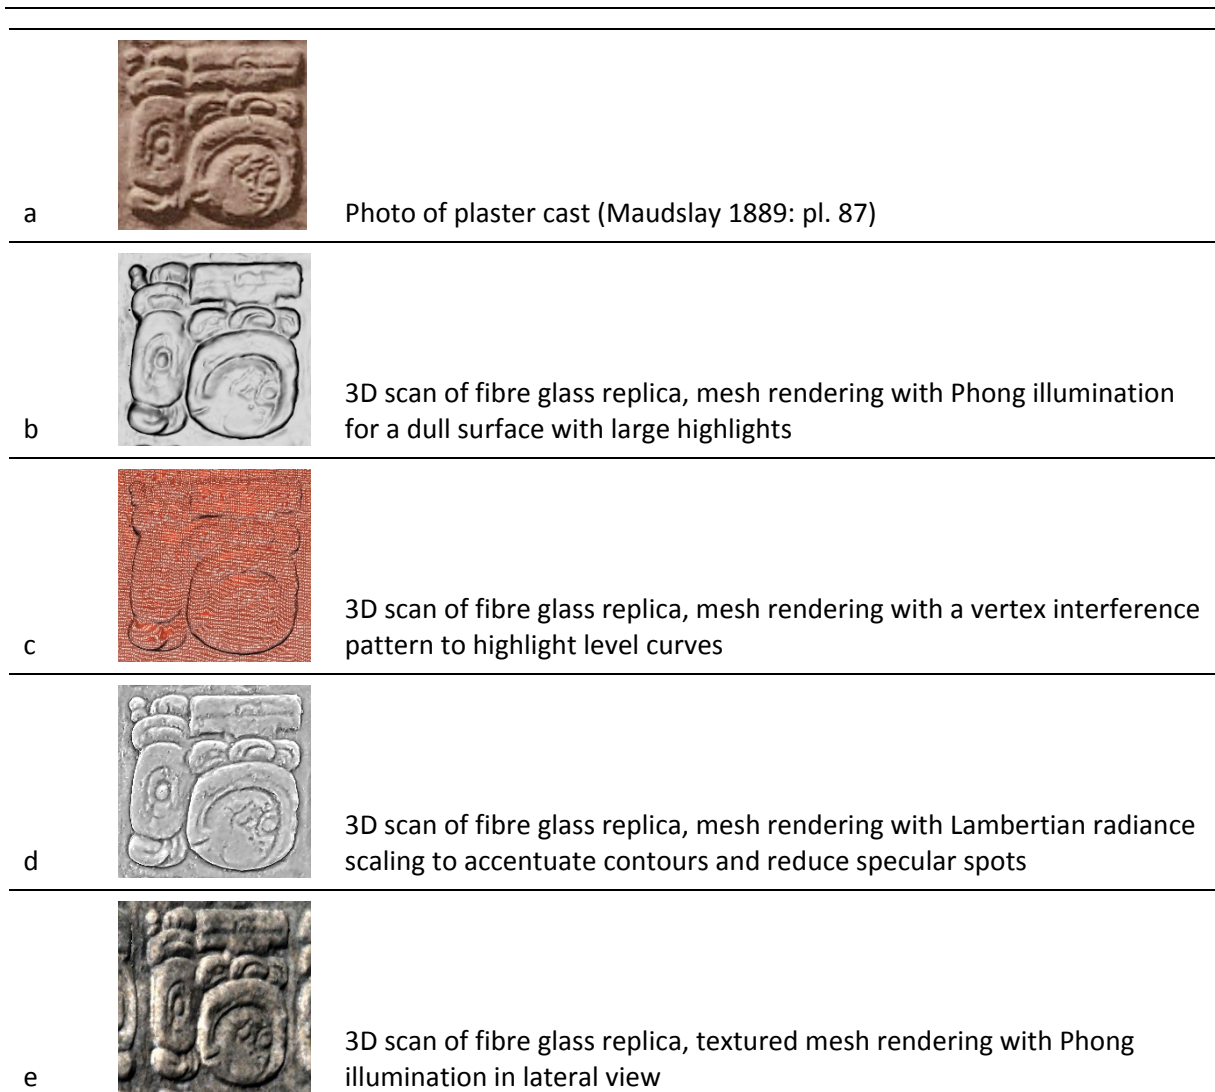 a
Photo of plaster cast (Maudslay 1889: pl. 87)
3D scan of fibre glass replica, mesh rendering with Phong illumination
b
for a dull surface with large highlights
3D scan of fibre glass replica, mesh rendering with a vertex interference
c
pattern to highlight level curves
3D scan of fibre glass replica, mesh rendering with Lambertian radiance
d
scaling to accentuate contours and reduce specular spots
3D scan of fibre glass replica, textured mesh rendering with Phong
e
illumination in lateral view